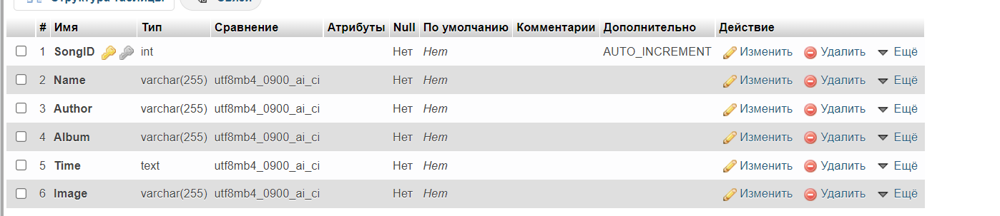 Структура таблицы Связи
# Имя Тип Сравнение Атрибуты Null По умолчанию Комментарии Дополнительно Действие
1 SongID int Нет Нет AUTO_INCREMENT Изменить Удалить Ещё
2 Name varchar(255) utf8mb4_0900_ai_ci Нет Нет Изменить Удалить Ещё
3 Author varchar(255) utf8mb4_0900_ai_ci Нет Нет Изменить Удалить Ещё
4 Album varchar(255) utf8mb4_0900_ai_ci Нет Нет Изменить Удалить Ещё
5 Time text utf8mb4_0900_ai_ci Нет Нет Изменить Удалить Ещё
6 Image varchar(255) utf8mb4_0900_ai_ci Нет Нет Изменить Удалить Ещё